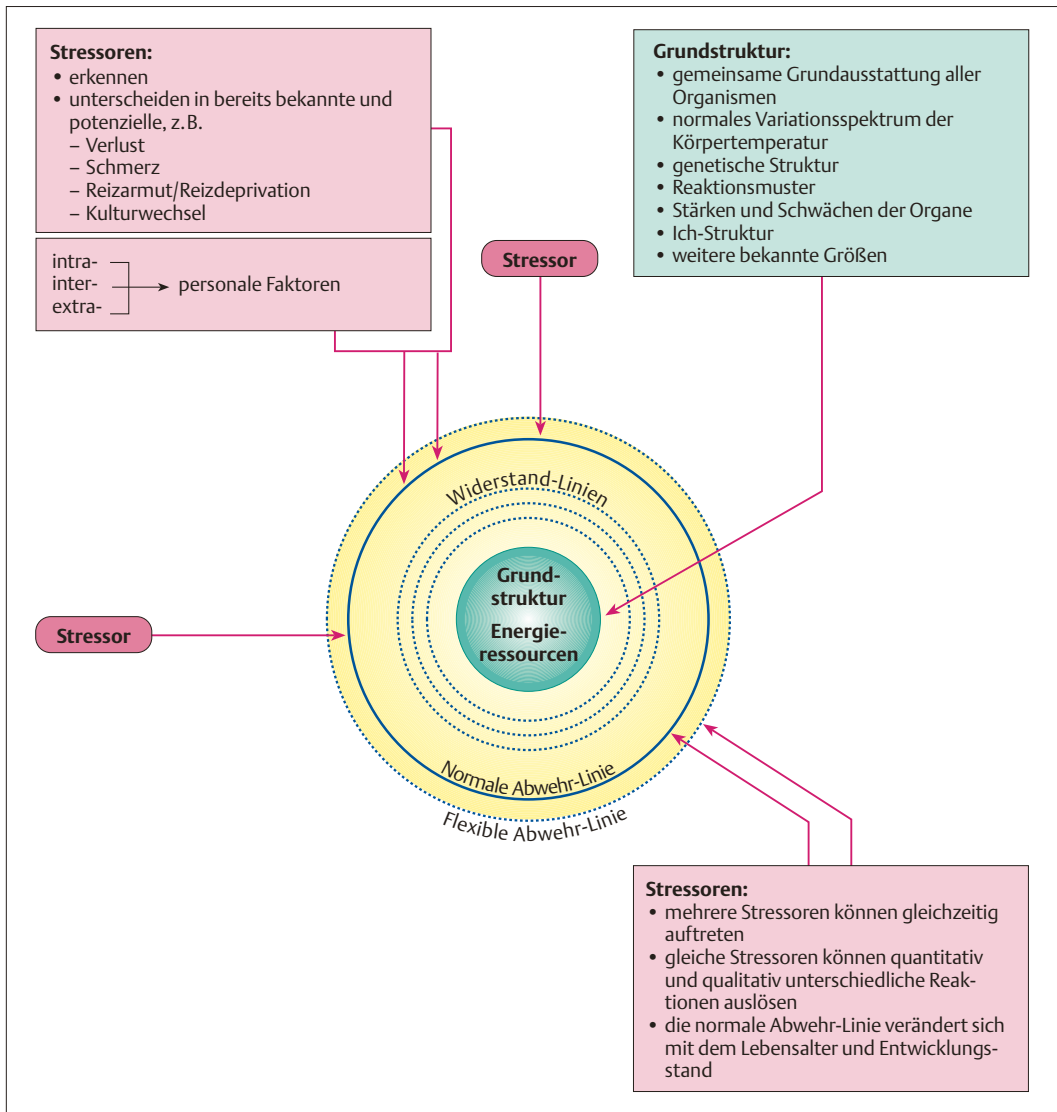 Stressoren:
• erkennen
• unterscheiden in bereits bekannte und
potenzielle, z. B.
– Verlust
– Schmerz
– Reizarmut/Reizdeprivation
– Kulturwechsel
intra-
inter-
extra-
personale Faktoren
Grundstruktur:
• gemeinsame Grundausstattung aller
Organismen
• normales Variationsspektrum der
Körpertemperatur
• genetische Struktur
• Reaktionsmuster
• Stärken und Schwächen der Organe
• Ich-Struktur
• weitere bekannte Größen
Stressor
Widerstand-Linien
Grund-
struktur
Energie-
ressourcen
Stressor
Normale Abwehr-Linie
Flexible Abwehr-Linie
Stressoren:
• mehrere Stressoren können gleichzeitig
auftreten
• gleiche Stressoren können quantitativ
und qualitativ unterschiedliche Reak-
tionen auslösen
• die normale Abwehr-Linie verändert sich
mit dem Lebensalter und Entwicklungs-
stand